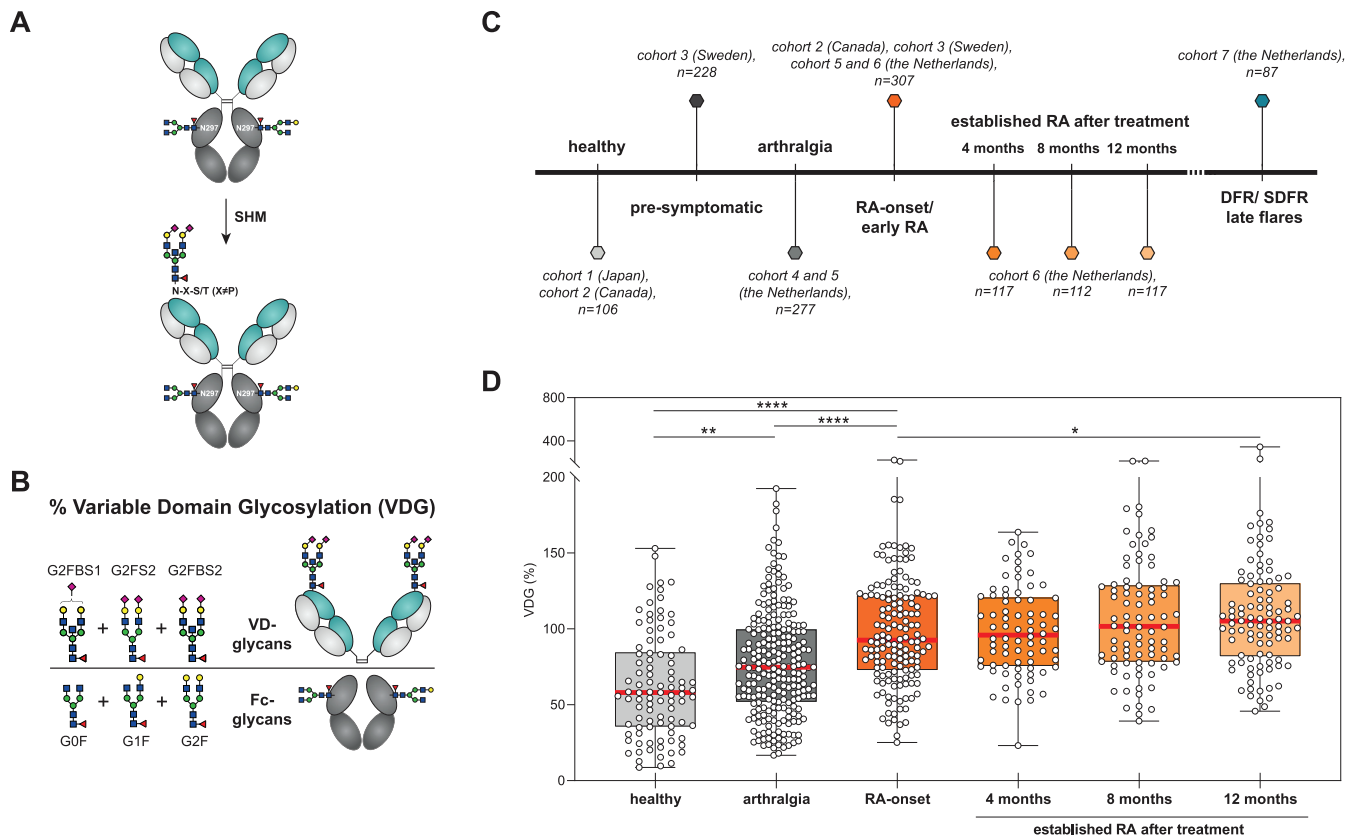 A
N297 N297
SHM
N-X-S/T (X≠P)
N297 N297
B
% Variable Domain Glycosylation (VDG)
G2FBS1 G2FS2 G2FBS2
+ +
VD-
glycans
+ +
Fc-
glycans
G0F G1F G2F
C
cohort 3 (Sweden),
n=228
cohort 2 (Canada), cohort 3 (Sweden),
cohort 5 and 6 (the Netherlands),
n=307
cohort 7 (the Netherlands),
n=87
established RA after treatment
healthy
arthralgia
4 months 8 months 12 months
pre-symptomatic
RA-onset/
early RA
DFR/ SDFR
late flares
cohort 1 (Japan),
cohort 2 (Canada),
n=106
cohort 4 and 5
(the Netherlands),
n=277
cohort 6 (the Netherlands),
n=117 n=112 n=117
D
VDG (%)
800
400
200
150
100
50
0
****
** **** *
healthy arthralgia RA-onset 4 months 8 months 12 months
established RA after treatment